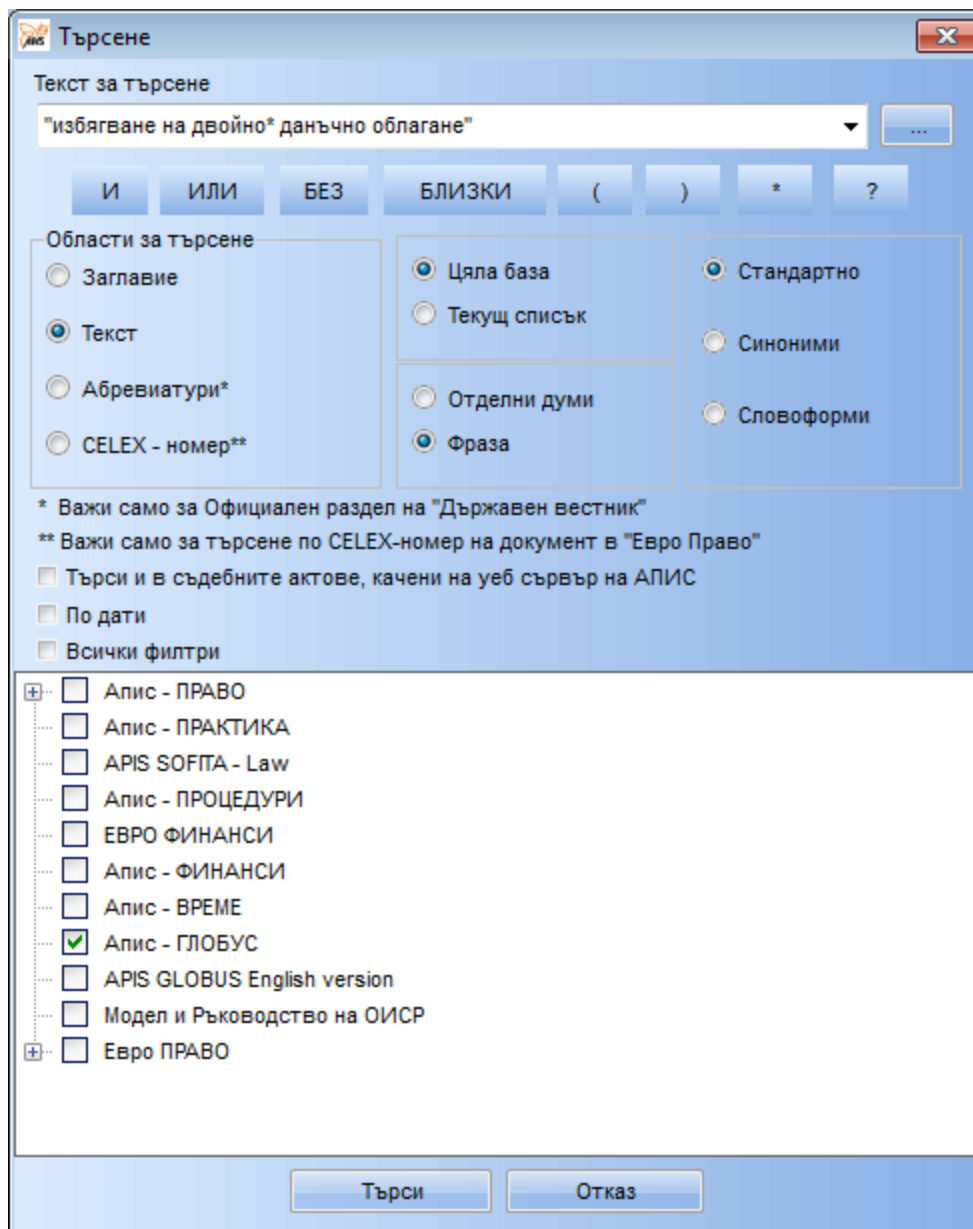 Търсене
Текст за търсене
"избягване на двойно* данъчно облагане"
...
И ИЛИ БЕЗ БЛИЗКИ ( ) * ?
Области за търсене
Заглавие
Текст
Абревиатури*
CELEX - номер**
Цяла база
Текущ списък
Отделни думи
Фраза
Стандартно
Синоними
Словоформи
* Важи само за Официален раздел на "Държавен вестник"
** Важи само за търсене по CELEX-номер на документ в "Евро Право"
Търси и в съдебните актове, качени на уеб сървър на АПИС
По дати
Всички филтри
Апис - ПРАВО
Апис - ПРАКТИКА
APIS SOFITA - Law
Апис - ПРОЦЕДУРИ
ЕВРО ФИНАНСИ
Апис - ФИНАНСИ
Апис - ВРЕМЕ
Апис - ГЛОБУС
APIS GLOBUS English version
Модел и Ръководство на ОИСР
Евро ПРАВО
Търси Отказ